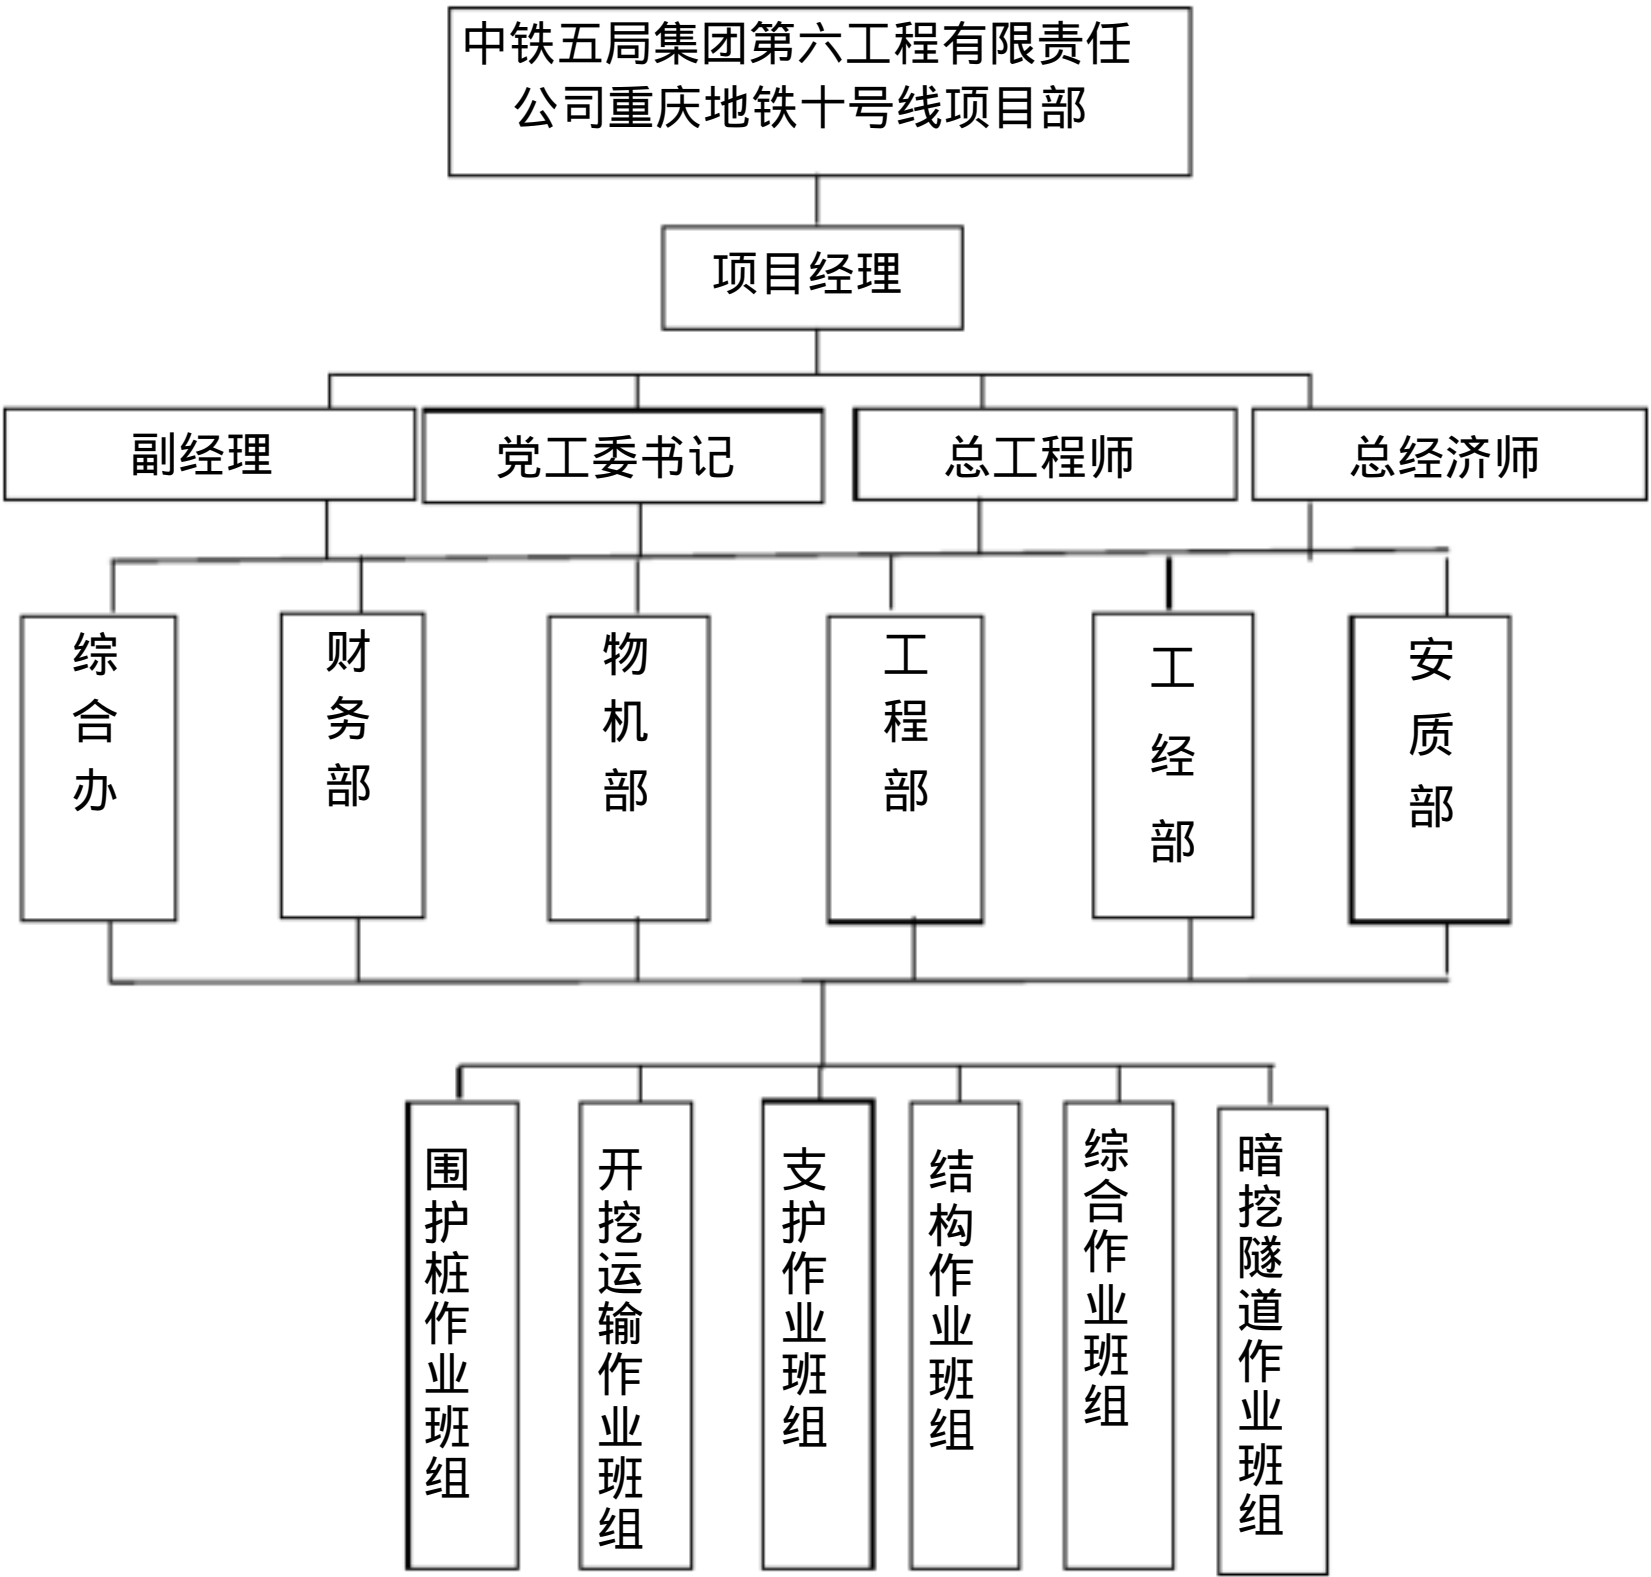 中铁五局集团第六工程有限责任
公司重庆地铁十号线项目部
项目经理
副经理
党工委书记
总工程师
总经济师
综合办
财务部
物机部
工程部
工经部
安质部
围护桩作业班组
开挖运输作业班组
支护作业班组
结构作业班组
综合作业班组
暗挖隧道作业班组